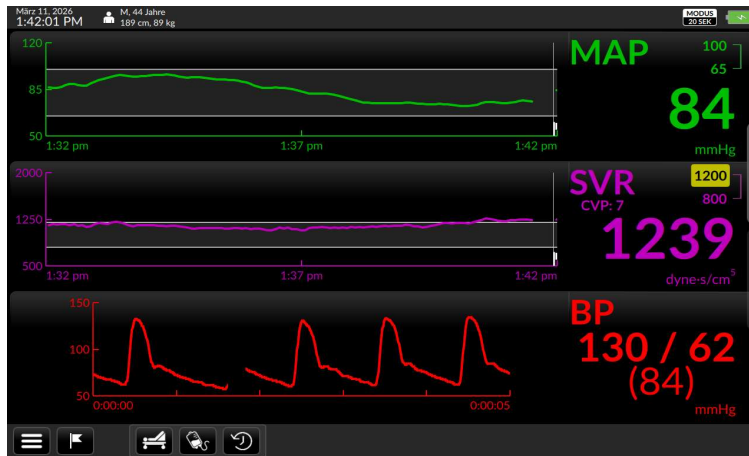 März 11, 2026
1:42:01 PM
M, 44 Jahre
189 cm, 89 kg
MODUS
20 SEK
120
85
50
1:32 pm
1:37 pm
1:42 pm
MAP
100
65
84
mmHg
2000
1250
500
1:32 pm
1:37 pm
1:42 pm
SVR
CVP: 7
1200
800
1239
dyne·s/cm5
150
100
50
0:00:00
0:00:05
BP
130 / 62
(84)
mmHg